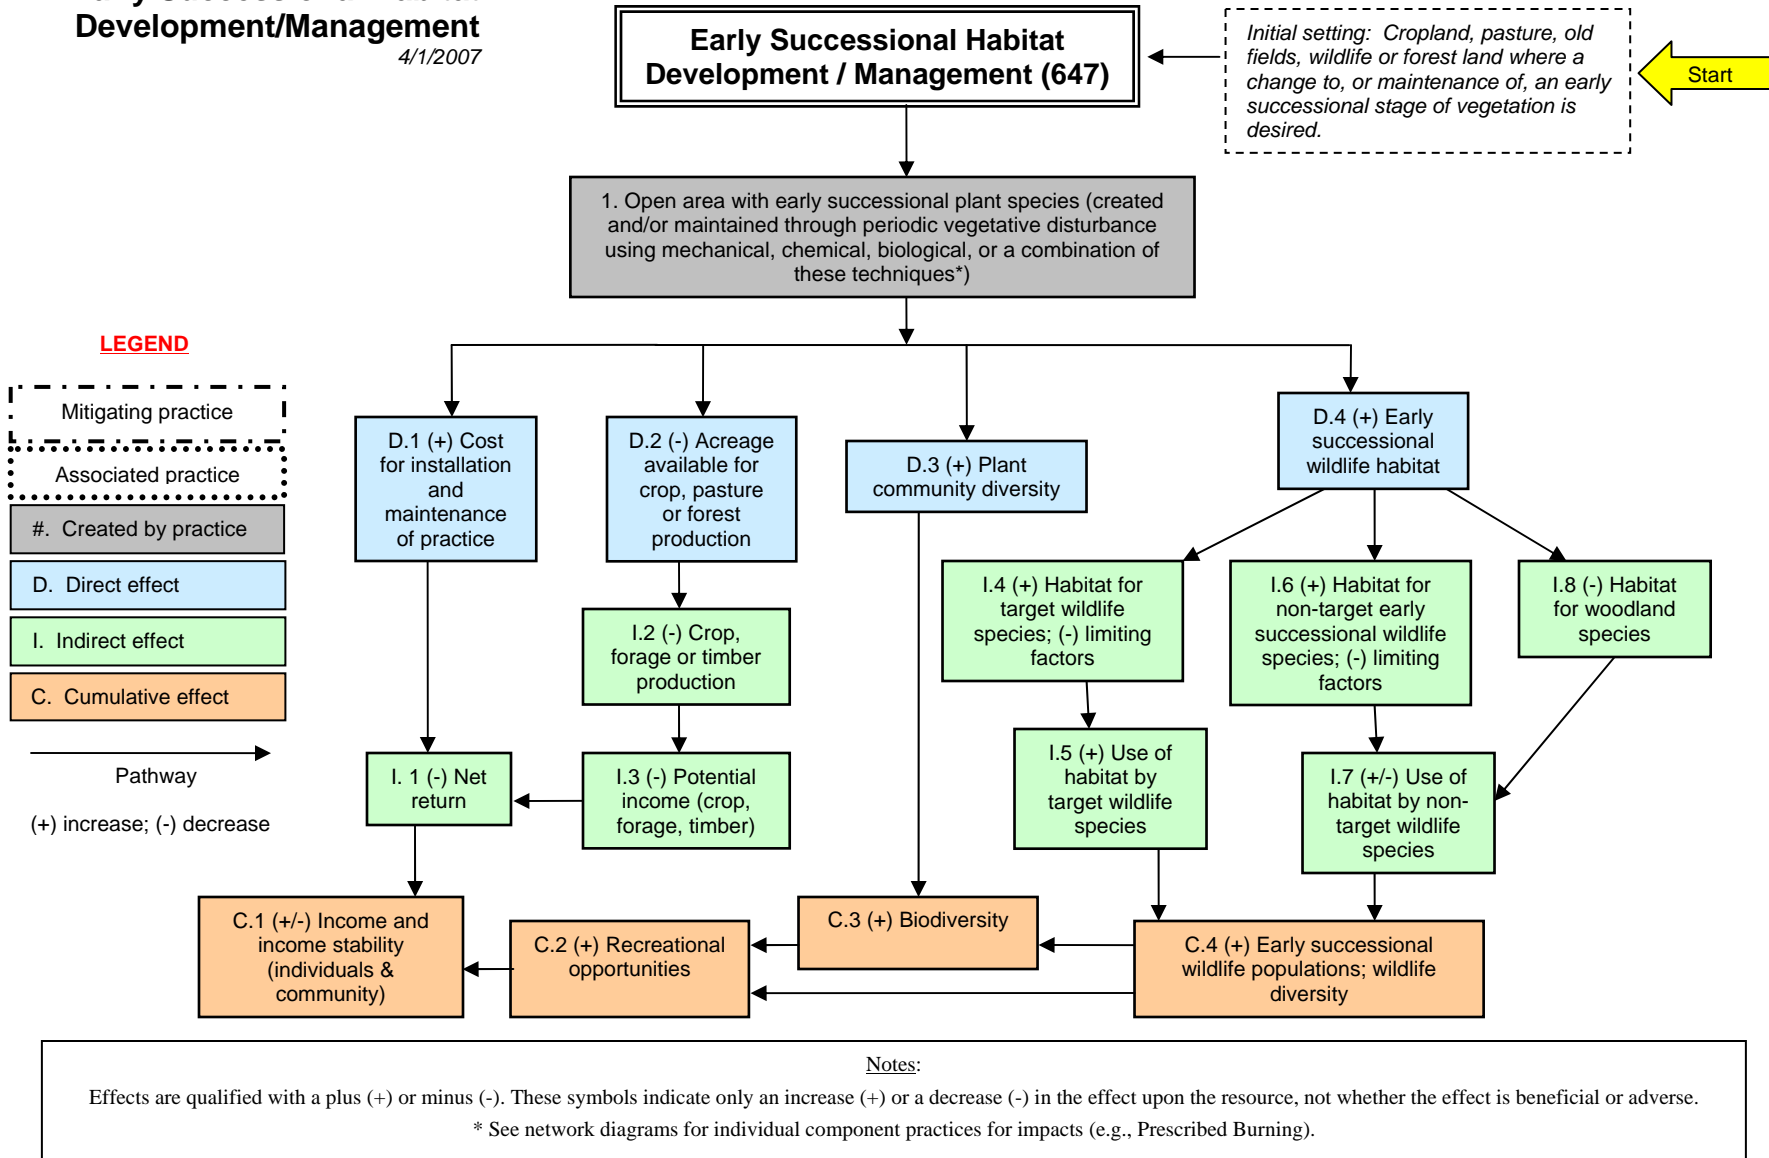 Development/Management
4/1/2007
Early Successional Habitat
Development / Management (647)
Initial setting: Cropland, pasture, old
fields, wildlife or forest land where a
change to, or maintenance of, an early
successional stage of vegetation is
desired.
Start
1. Open area with early successional plant species (created
and/or maintained through periodic vegetative disturbance
using mechanical, chemical, biological, or a combination of
these techniques*)
LEGEND
Mitigating practice
Associated practice
#. Created by practice
D. Direct effect
I. Indirect effect
C. Cumulative effect
Pathway
(+) increase; (-) decrease
D.1 (+) Cost
for installation
and
maintenance
of practice
D.2 (-) Acreage
available for
crop, pasture
or forest
production
D.3 (+) Plant
community diversity
D.4 (+) Early
successional
wildlife habitat
I.2 (-) Crop,
forage or timber
production
I.4 (+) Habitat for
target wildlife
species; (-) limiting
factors
I.6 (+) Habitat for
non-target early
successional wildlife
species; (-) limiting
factors
I.8 (-) Habitat
for woodland
species
I. 1 (-) Net
return
I.3 (-) Potential
income (crop,
forage, timber)
I.5 (+) Use of
habitat by
target wildlife
species
I.7 (+/-) Use of
habitat by non-
target wildlife
species
C.1 (+/-) Income and
income stability
(individuals &
community)
C.2 (+) Recreational
opportunities
C.3 (+) Biodiversity
C.4 (+) Early successional
wildlife populations; wildlife
diversity
Notes:
Effects are qualified with a plus (+) or minus (-). These symbols indicate only an increase (+) or a decrease (-) in the effect upon the resource, not whether the effect is beneficial or adverse.
* See network diagrams for individual component practices for impacts (e.g., Prescribed Burning).